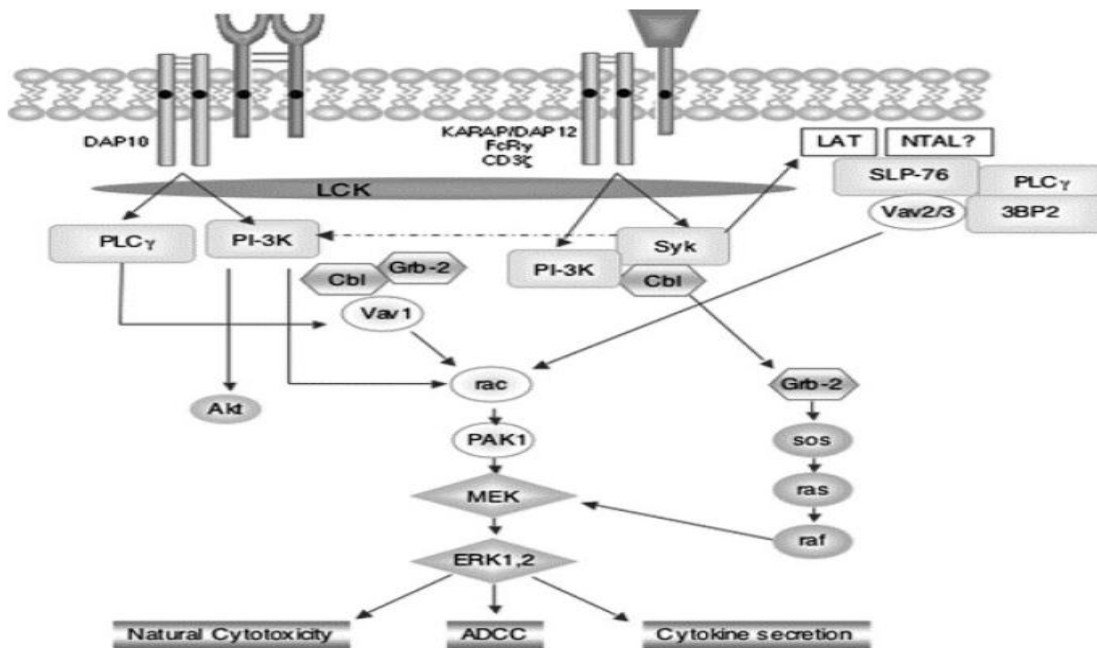 DAP10
KARAP/DAP12
FcRγ
CD3ζ
LAT
NTAL?
LCK
SLP-76
PLCγ
Vav2/3
3BP2
PLCγ
PI-3K
Syk
PI-3K
Cbl
Cbl
Grb-2
Vav1
rac
Grb-2
Akt
PAK1
sos
MEK
ras
raf
ERK1,2
Natural Cytotoxicity
ADCC
Cytokine secretion